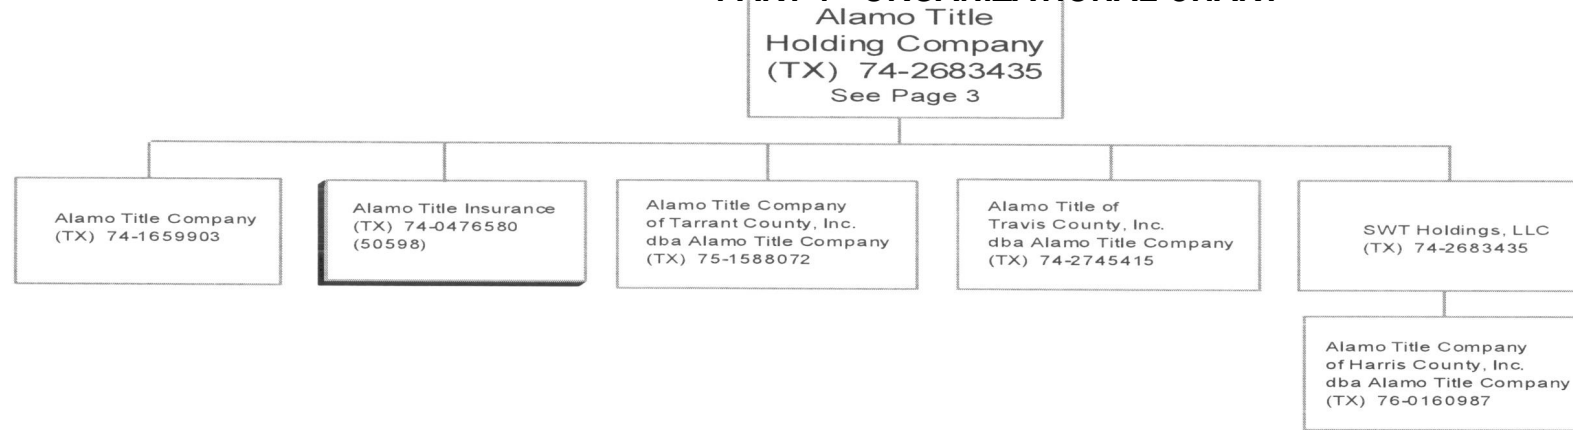 Alamo Title
Holding Company
(TX) 74-2683435
See Page 3
Alamo Title Company
(TX) 74-1659903
Alamo Title Insurance
(TX) 74-0476580
(50598)
Alamo Title Company
of Tarrant County, Inc.
dba Alamo Title Company
(TX) 75-1588072
Alamo Title of
Travis County, Inc.
dba Alamo Title Company
(TX) 74-2745415
SWT Holdings, LLC
(TX) 74-2683435
Alamo Title Company
of Harris County, Inc.
dba Alamo Title Company
(TX) 76-0160987